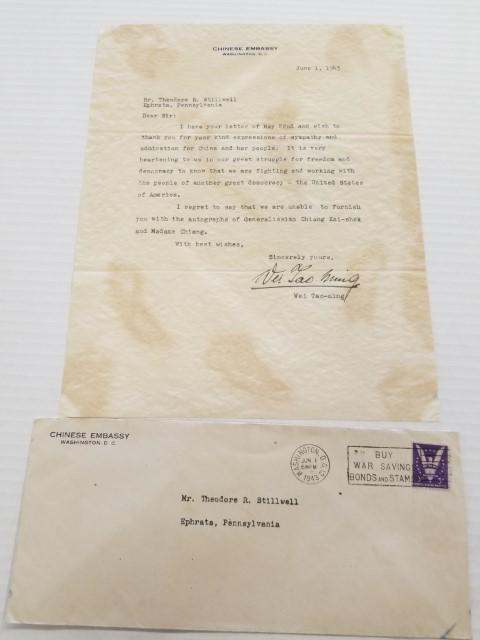 CHINESE EMBASSY
WASHINGTON, D.C.
June 1, 1943
Mr. Theodore R. Stillwell
Ephrata, Pennsylvania
Dear Sir:
I have your letter of May 22nd and wish to
thank you for your kind expressions of sympathy and
admiration for China and her people. It is very
heartening to us in our great struggle for freedom and
democracy to know that we are fighting and working with
the people of another great democracy - the United States
of America.
I regret to say that we are unable to furnish
you with the autographs of Generalissimo Chiang Kai-shek
and Madame Chiang.
With best wishes,
Sincerely yours,
Wei Tao Ming
Wei Tao-ming
CHINESE EMBASSY
WASHINGTON, D. C.
WASHINGTON, D.C.
JUN 1
1943
BUY
WAR SAVING
BONDS AND STAM
Mr. Theodore R. Stillwell
Ephrata, Pennsylvania